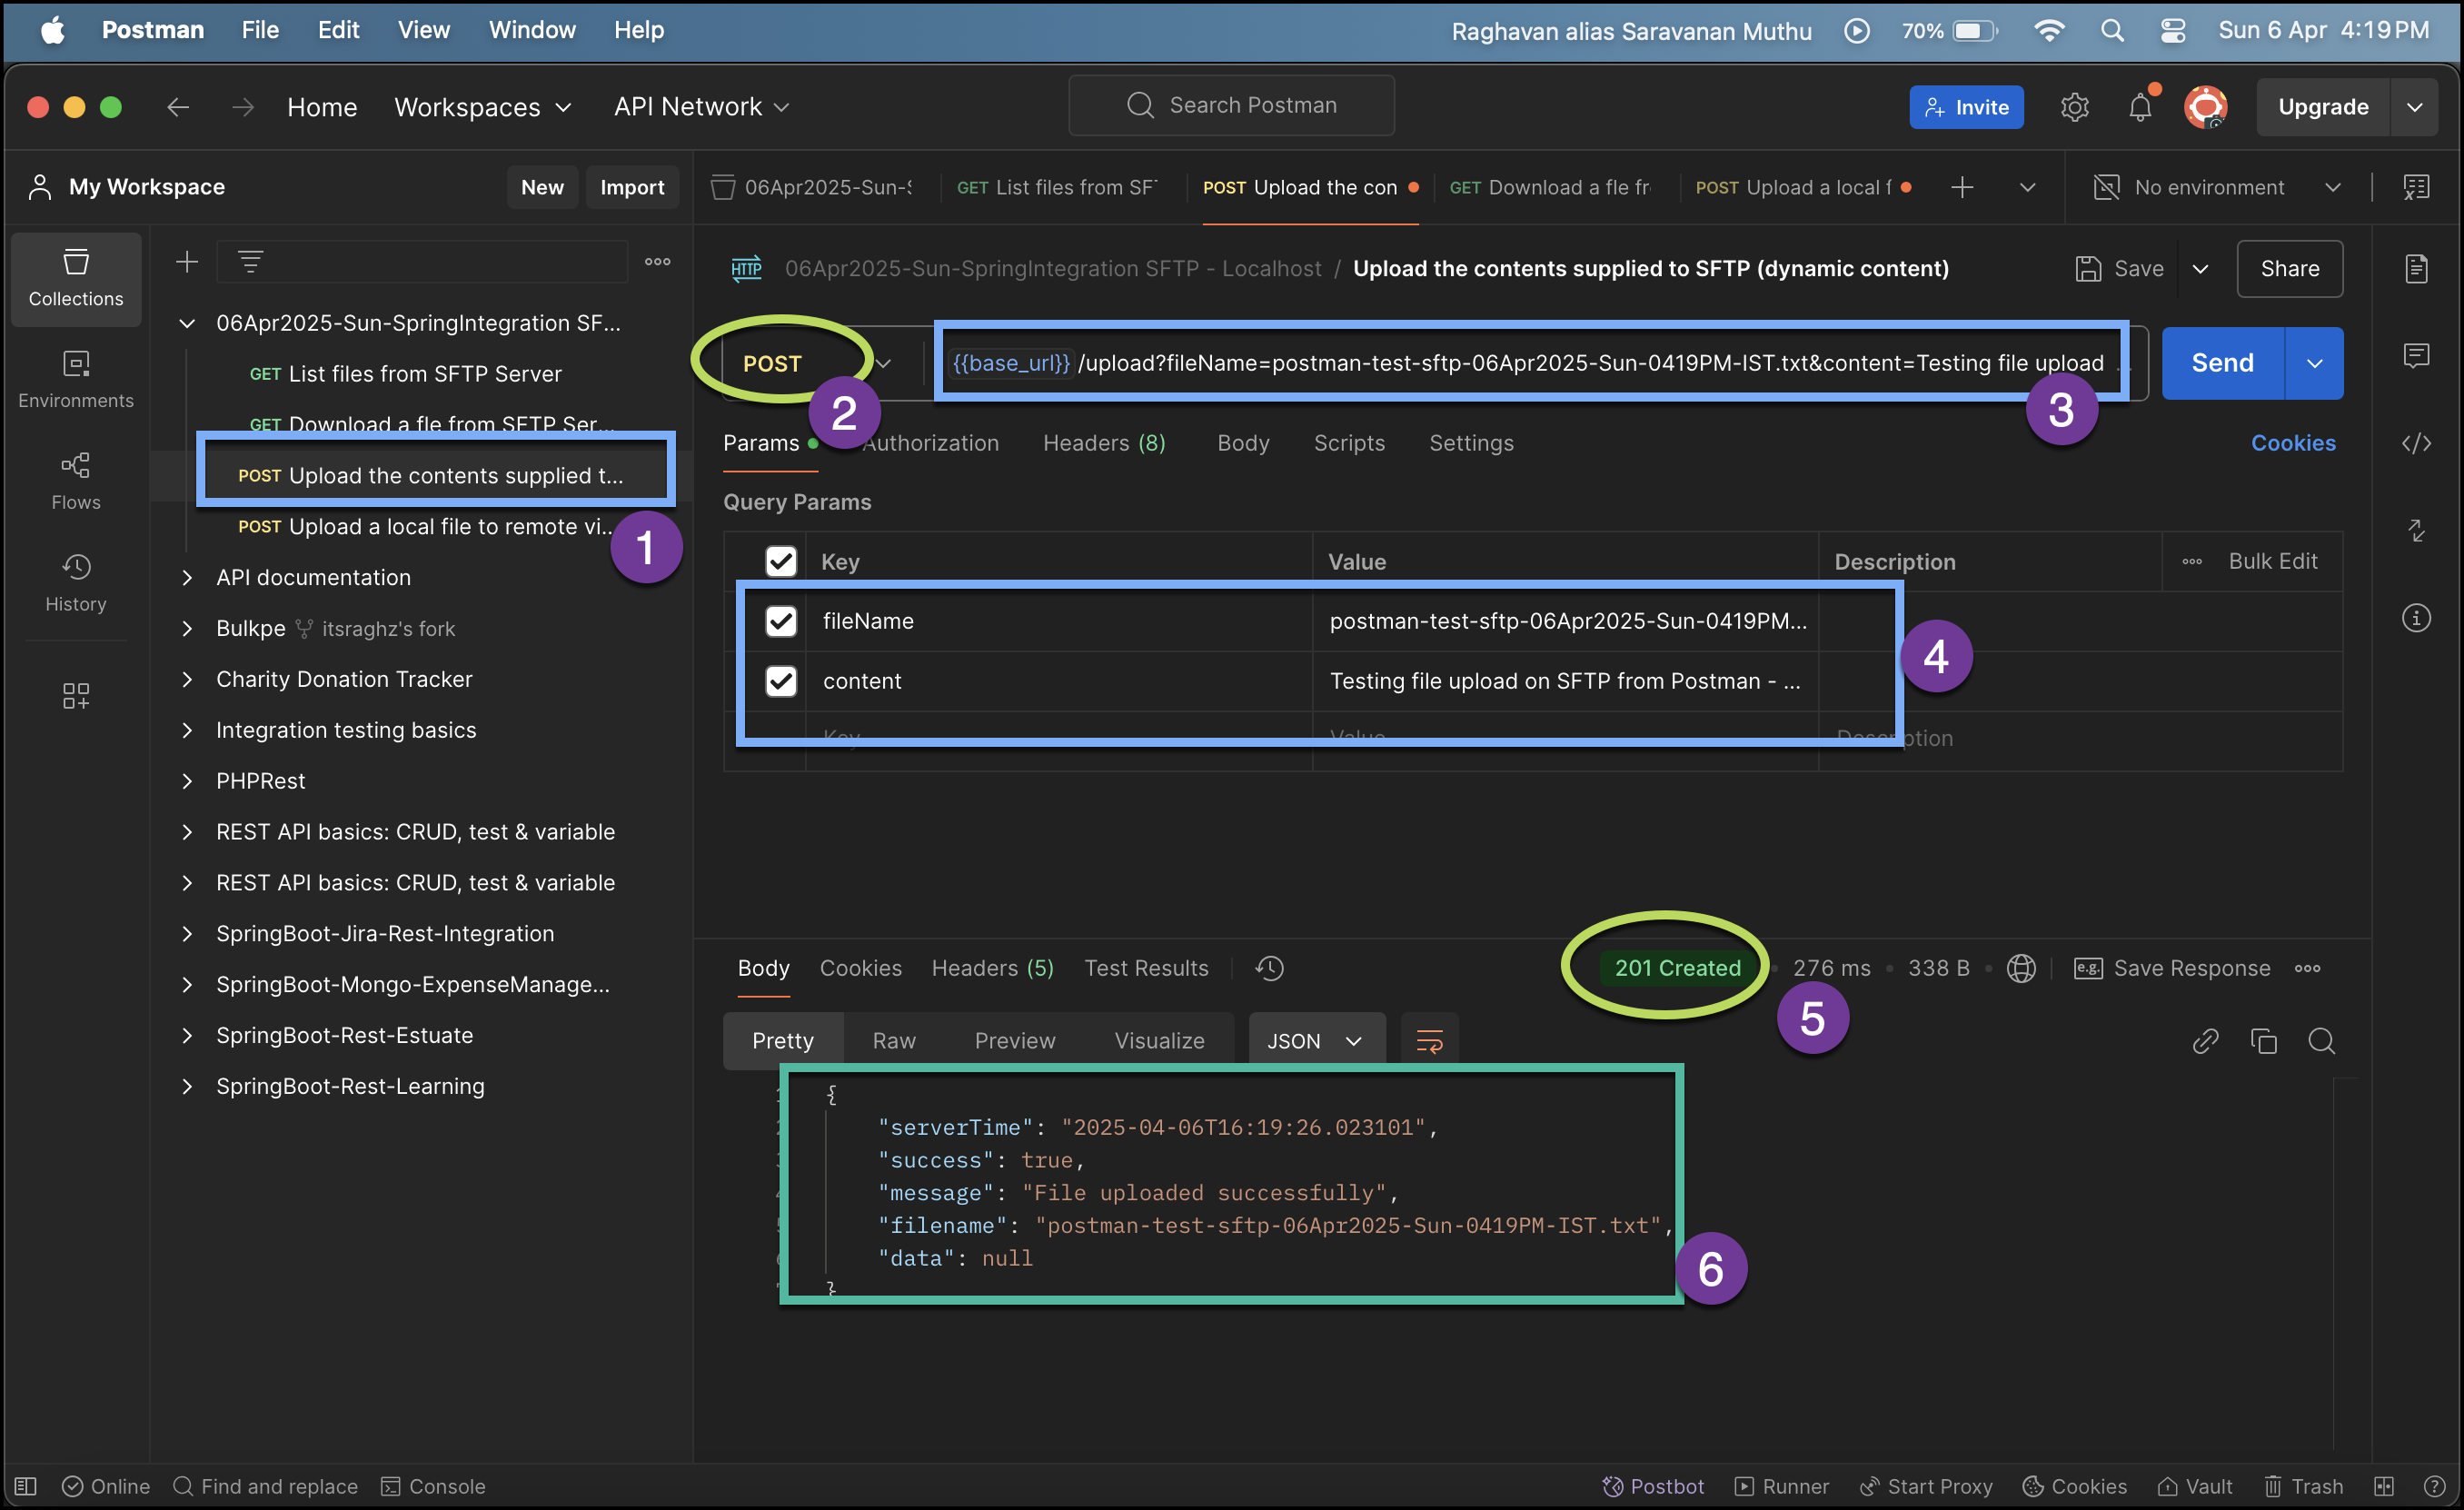 Postman File Edit View Window Help Raghavan alias Saravanan Muthu 70% Sun 6 Apr 4:19 PM
Home Workspaces API Network Search Postman Invite Upgrade
My Workspace New Import 06Apr2025-Sun-S GET List files from SFT POST Upload the con GET Download a fle fr POST Upload a local f No environment
Collections
Environments
Flows
History
06Apr2025-Sun-SpringIntegration SF...
GET List files from SFTP Server
GET Download a fle from SFTP Ser...
POST Upload the contents supplied t...
POST Upload a local file to remote vi...
1
API documentation
Bulkpe itsraghz's fork
Charity Donation Tracker
Integration testing basics
PHPRest
REST API basics: CRUD, test & variable
REST API basics: CRUD, test & variable
SpringBoot-Jira-Rest-Integration
SpringBoot-Mongo-ExpenseManage...
SpringBoot-Rest-Estuate
SpringBoot-Rest-Learning
HTTP 06Apr2025-Sun-SpringIntegration SFTP - Localhost / Upload the contents supplied to SFTP (dynamic content) Save Share
POST {{base_url}} /upload?fileName=postman-test-sftp-06Apr2025-Sun-0419PM-IST.txt&content=Testing file upload Send
2 3
Params Authorization Headers (8) Body Scripts Settings Cookies
Query Params
Key Value Description Bulk Edit
fileName postman-test-sftp-06Apr2025-Sun-0419PM...
4
content Testing file upload on SFTP from Postman - ...
Key Value Description
Body Cookies Headers (5) Test Results 201 Created 276 ms 338 B e.g. Save Response
5
Pretty Raw Preview Visualize JSON
{
"serverTime": "2025-04-06T16:19:26.023101",
"success": true,
"message": "File uploaded successfully",
"filename": "postman-test-sftp-06Apr2025-Sun-0419PM-IST.txt",
"data": null
}
6
Online Find and replace Console Postbot Runner Start Proxy Cookies Vault Trash